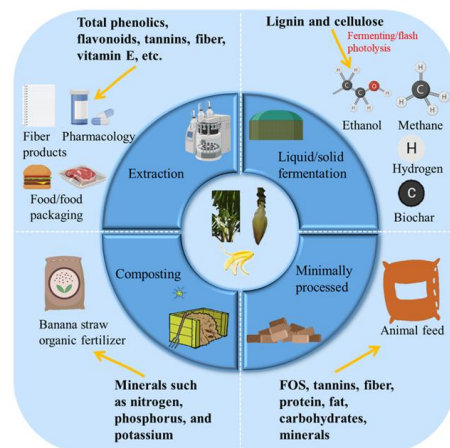 Total phenolics,
flavonoids, tannins, fiber,
vitamin E, etc.
Lignin and cellulose
Fermenting/flash
photolysis
Fiber
products
Pharmacology
Food/food
packaging
Extraction
Liquid/solid
fermentation
H
H
H
H
H
O
H
C
C
Ethanol
H
H
C
H
H
Methane
H
Hydrogen
C
Biochar
Composting
Minimally
processed
Banana straw
organic fertilizer
Animal feed
Minerals such
as nitrogen,
phosphorus, and
potassium
FOS, tannins, fiber,
protein, fat,
carbohydrates,
minerals